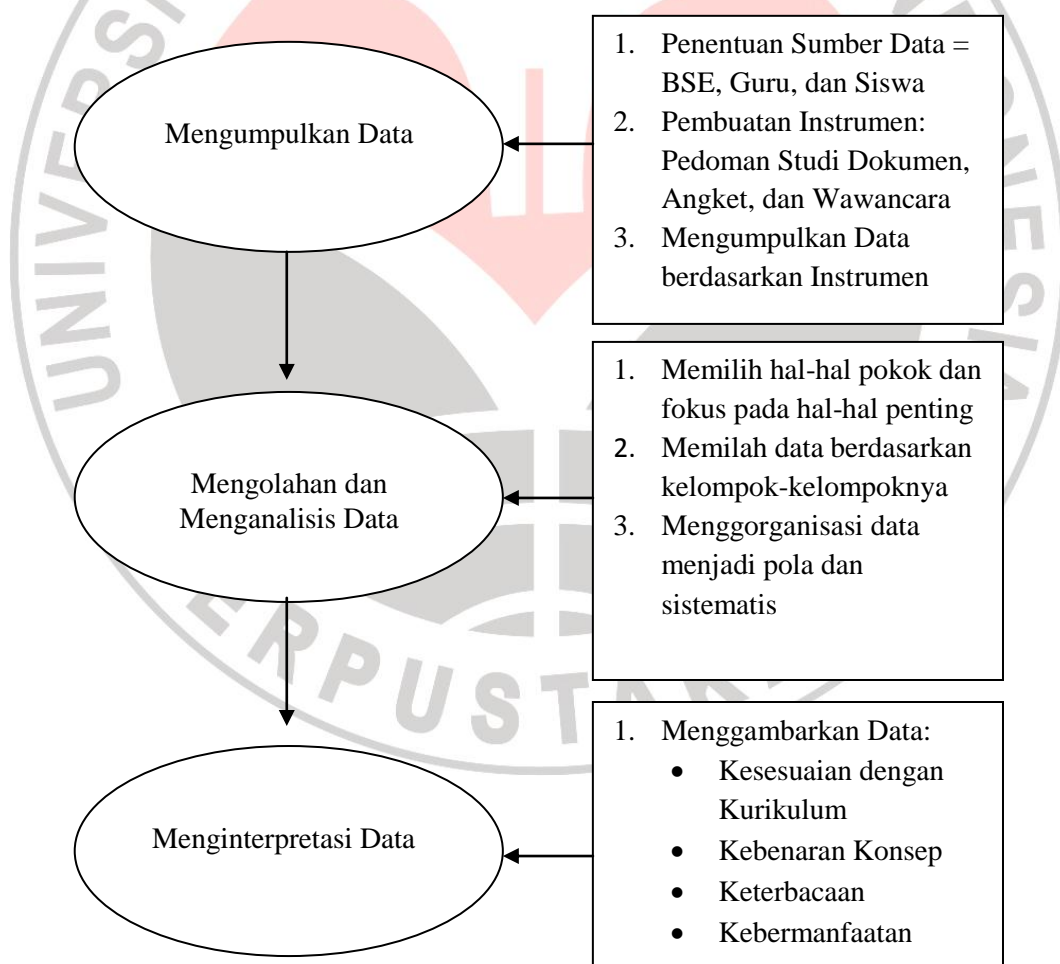 Mengumpulkan Data
1. Penentuan Sumber Data =
BSE, Guru, dan Siswa
2. Pembuatan Instrumen:
Pedoman Studi Dokumen,
Angket, dan Wawancara
3. Mengumpulkan Data
berdasarkan Instrumen
Mengolahan dan
Menganalisis Data
1. Memilih hal-hal pokok dan
fokus pada hal-hal penting
2. Memilah data berdasarkan
kelompok-kelompoknya
3. Menggorganisasi data
menjadi pola dan
sistematis
Menginterpretasi Data
1. Menggambarkan Data:
• Kesesuaian dengan
Kurikulum
• Kebenaran Konsep
• Keterbacaan
• Kebermanfaatan